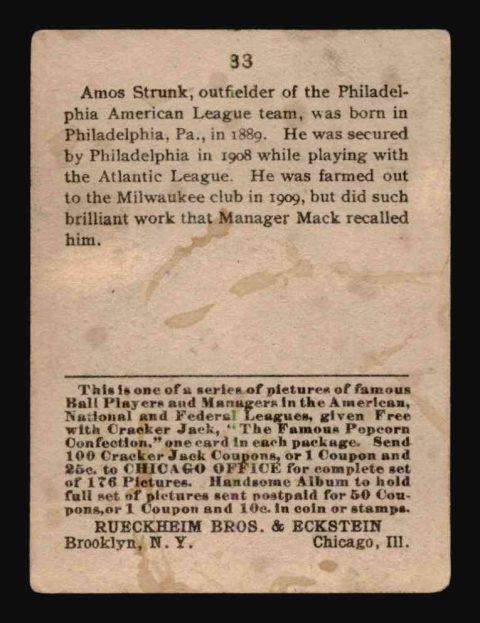 33
Amos Strunk, outfielder of the Philadel-
phia American League team, was born in
Philadelphia, Pa., in 1889. He was secured
by Philadelphia in 1908 while playing with
the Atlantic League. He was farmed out
to the Milwaukee club in 1909, but did such
brilliant work that Manager Mack recalled
him.
This is one of a series of pictures of famous
Ball Players and Managers in the American,
National and Federal Leagues, given Free
with Cracker Jack, "The Famous Popcorn
Confection," one card in each package. Send
100 Cracker Jack Coupons, or 1 Coupon and
25c. to CHICAGO OFFICE for complete set
of 176 Pictures. Handsome Album to hold
full set of pictures sent postpaid for 50 Cou-
pons, or 1 Coupon and 10c. in coin or stamps.
RUECKHEIM BROS. & ECKSTEIN
Brooklyn, N. Y. Chicago, Ill.